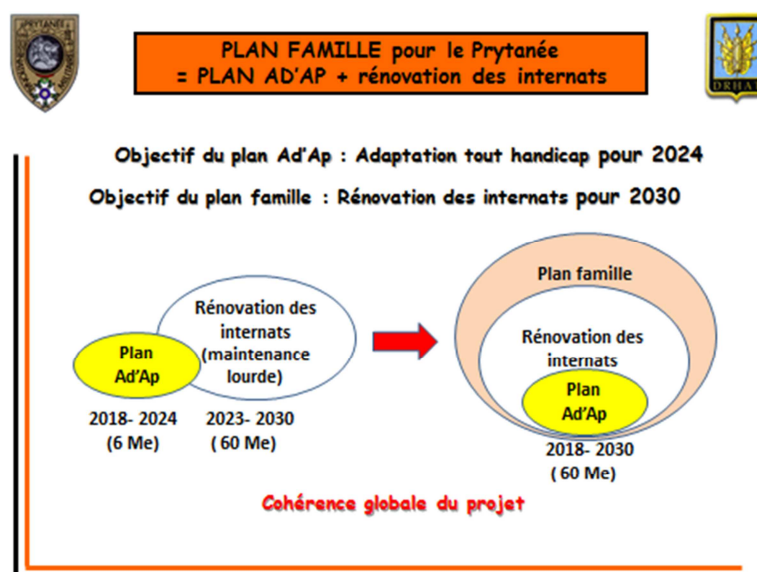 PRYTANÉE
MILITAIRE
PLAN FAMILLE pour le Prytanée
= PLAN AD'AP + rénovation des internats
DRHAT
Objectif du plan Ad'Ap : Adaptation tout handicap pour 2024
Objectif du plan famille : Rénovation des internats pour 2030
Rénovation des
internats
(maintenance
lourde)
Plan
Ad'Ap
2018- 2024
(6 Me)
2023- 2030
( 60 Me)
Plan famille
Rénovation des
internats
Plan
Ad'Ap
2018- 2030
( 60 Me)
Cohérence globale du projet